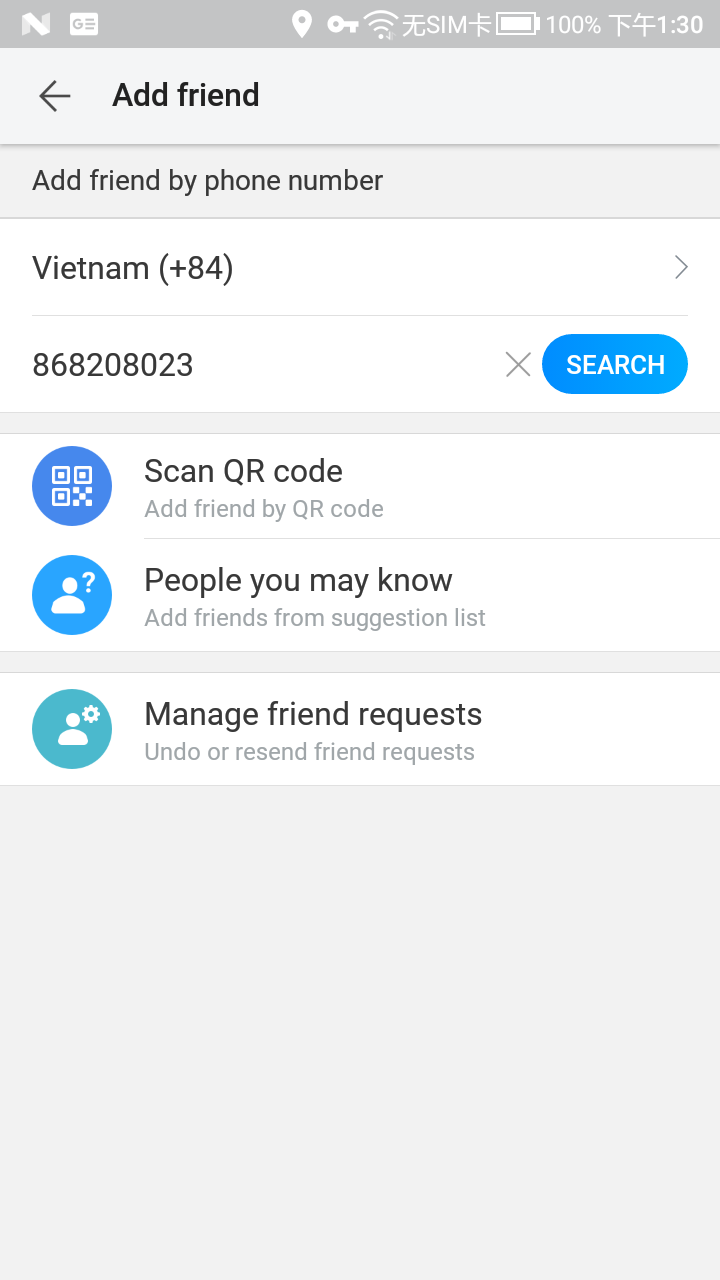 无SIM卡 100% 下午1:30
Add friend
Add friend by phone number
Vietnam (+84)
868208023
SEARCH
Scan QR code
Add friend by QR code
People you may know
Add friends from suggestion list
Manage friend requests
Undo or resend friend requests